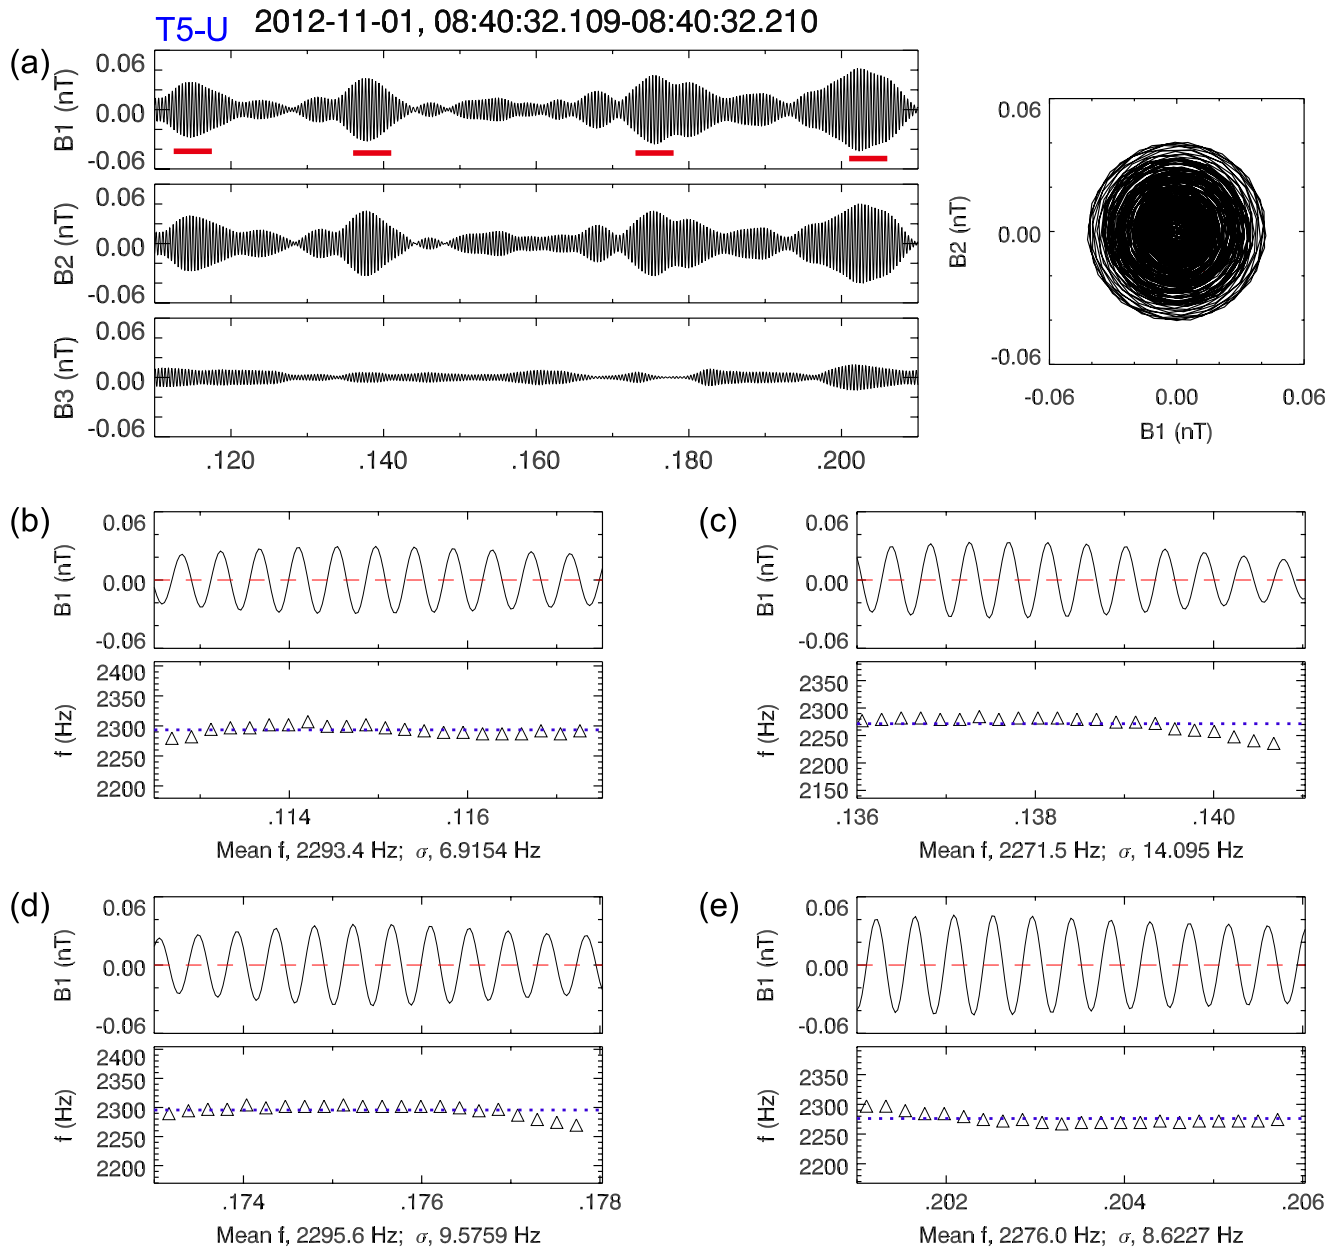 T5-U 2012-11-01, 08:40:32.109-08:40:32.210
(a)
B1 (nT)
0.06
0.00
-0.06
B2 (nT)
0.06
0.00
-0.06
B3 (nT)
0.06
0.00
-0.06
.120 .140 .160 .180 .200
B2 (nT)
0.06
0.00
-0.06
-0.06 0.00 0.06
B1 (nT)
(b)
B1 (nT)
0.06
0.00
-0.06
f (Hz)
2400
2300
2200
.114 .116
Mean f, 2293.4 Hz; σ, 6.9154 Hz
(c)
B1 (nT)
0.06
0.00
-0.06
f (Hz)
2350
2300
2250
2200
2150
.136 .138 .140
Mean f, 2271.5 Hz; σ, 14.095 Hz
(d)
B1 (nT)
0.06
0.00
-0.06
f (Hz)
2400
2350
2300
2250
2200
.174 .176 .178
Mean f, 2295.6 Hz; σ, 9.5759 Hz
(e)
B1 (nT)
0.06
0.00
-0.06
f (Hz)
2350
2300
2250
2200
.202 .204 .206
Mean f, 2276.0 Hz; σ, 8.6227 Hz